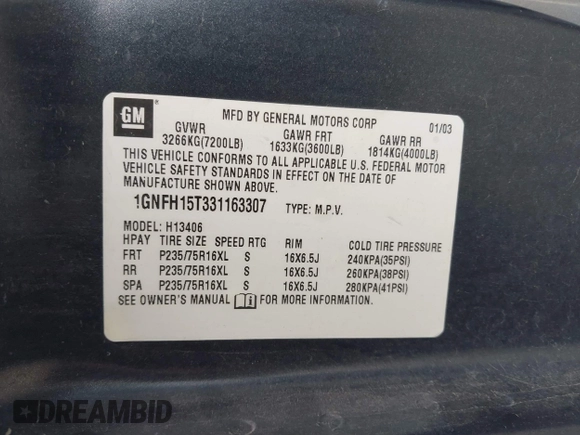 GM
MFD BY GENERAL MOTORS CORP 01/03
GVWR GAWR FRT GAWR RR
3266KG(7200LB) 1633KG(3600LB) 1814KG(4000LB)
THIS VEHICLE CONFORMS TO ALL APPLICABLE U.S. FEDERAL MOTOR
VEHICLE SAFETY STANDARDS IN EFFECT ON THE DATE OF
MANUFACTURE SHOWN ABOVE.
1GNFH15T331163307 TYPE: M.P.V.
MODEL: H13406
HPAY TIRE SIZE SPEED RTG RIM COLD TIRE PRESSURE
FRT P235/75R16XL S 16X6.5J 240KPA(35PSI)
RR P235/75R16XL S 16X6.5J 260KPA(38PSI)
SPA P235/75R16XL S 16X6.5J 280KPA(41PSI)
SEE OWNER'S MANUAL FOR MORE INFORMATION
DREAMBID